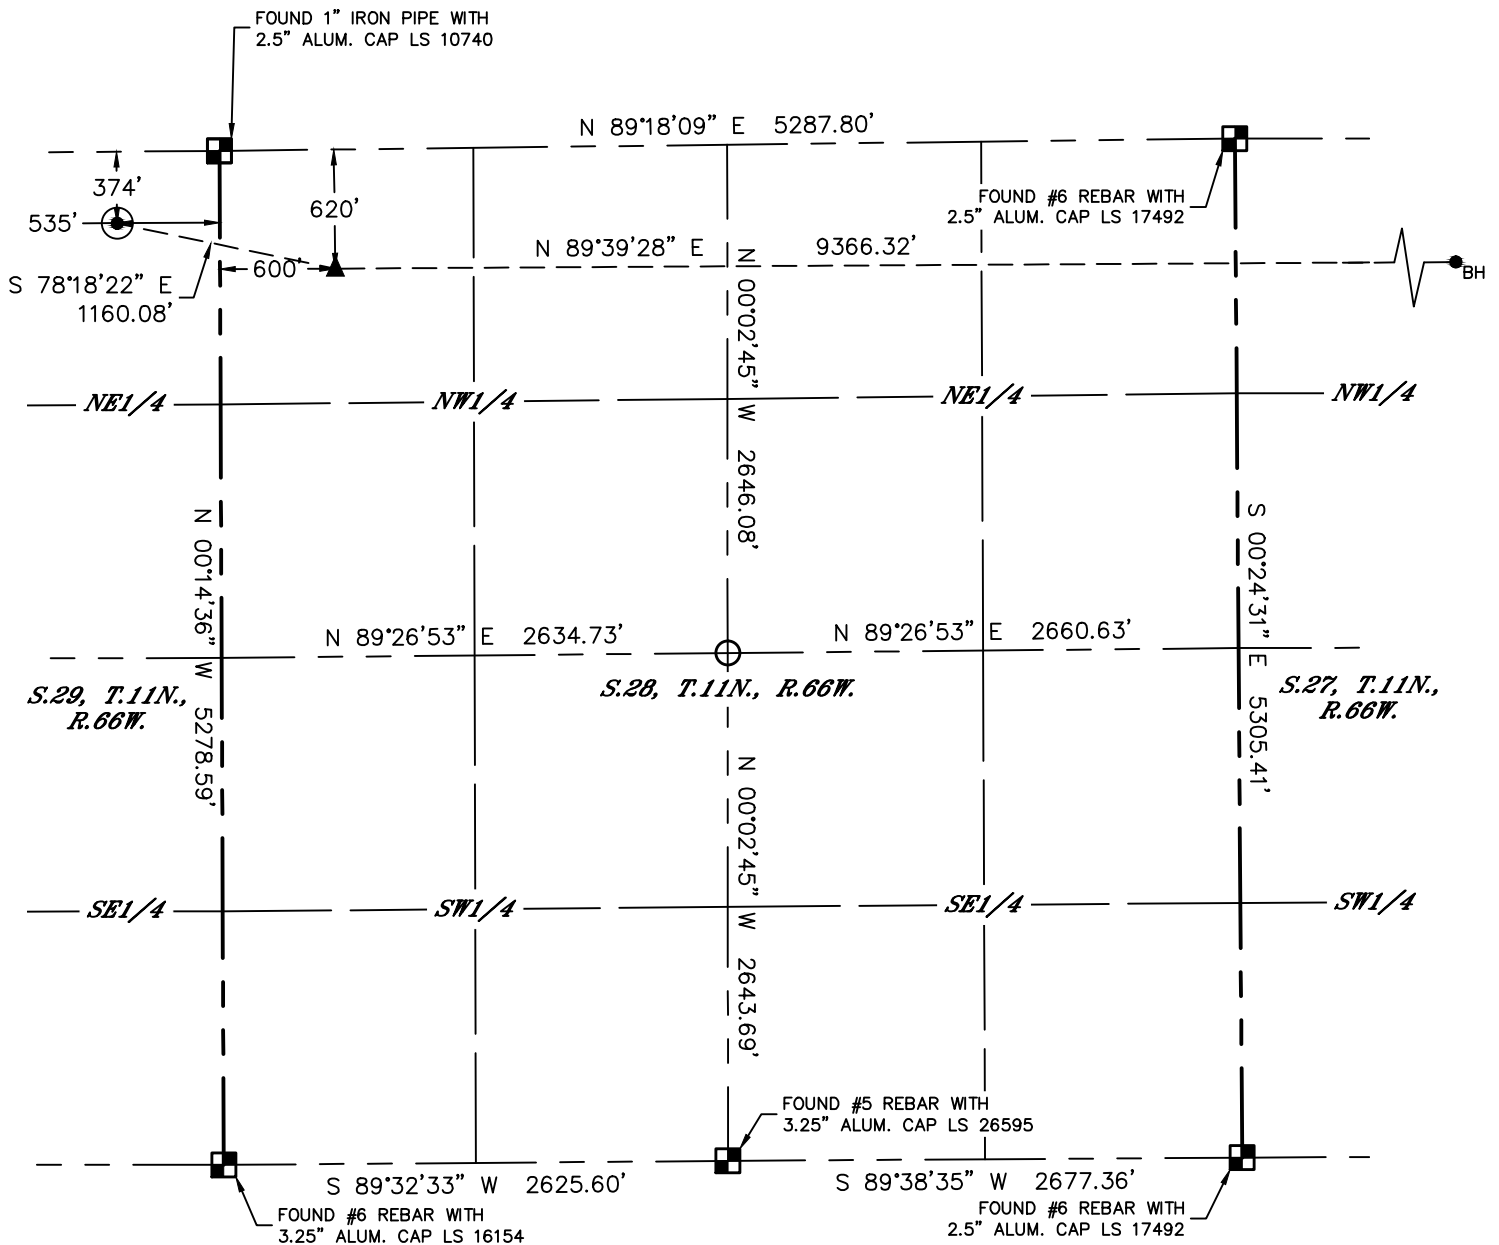 FOUND 1" IRON PIPE WITH
2.5" ALUM. CAP LS 10740
N 89°18'09" E 5287.80'
374'
535'
620'
FOUND #6 REBAR WITH
2.5" ALUM. CAP LS 17492
N 89°39'28" E 9366.32'
600'
BH
S 78°18'22" E
1160.08'
N 00°02'45" W 2646.08'
NE1/4
NW1/4
NE1/4
NW1/4
N 00°14'36" W 5278.59'
S 00°24'31" E 5305.41'
N 89°26'53" E 2634.73'
N 89°26'53" E 2660.63'
S.29, T.11N.,
R.66W.
S.28, T.11N., R.66W.
S.27, T.11N.,
R.66W.
N 00°02'45" W 2643.69'
SE1/4
SW1/4
SE1/4
SW1/4
FOUND #5 REBAR WITH
3.25" ALUM. CAP LS 26595
S 89°32'33" W 2625.60'
S 89°38'35" W 2677.36'
FOUND #6 REBAR WITH
3.25" ALUM. CAP LS 16154
FOUND #6 REBAR WITH
2.5" ALUM. CAP LS 17492